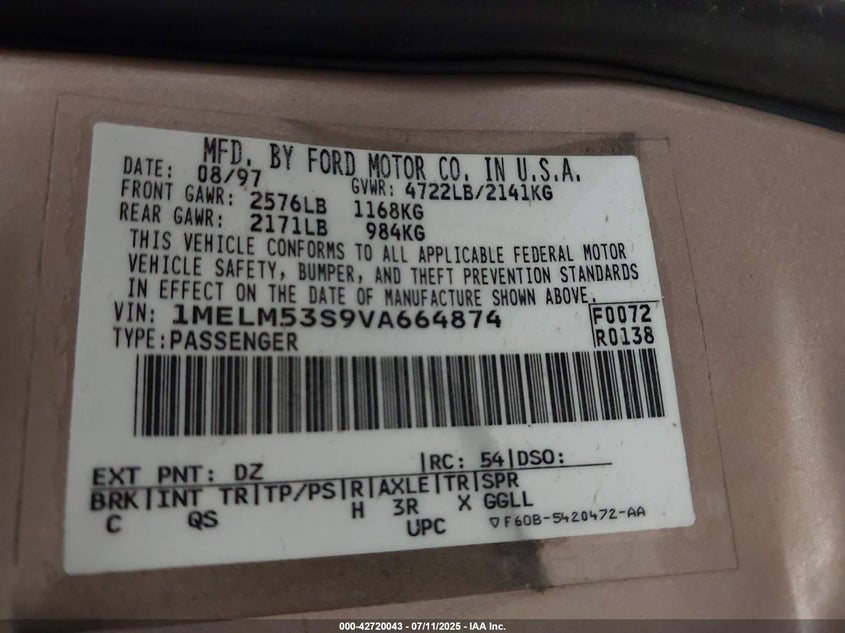 MFD. BY FORD MOTOR CO. IN U.S.A.
DATE: 08/97 GVWR: 4722LB/2141KG
FRONT GAWR: 2576LB 1168KG
REAR GAWR: 2171LB 984KG
THIS VEHICLE CONFORMS TO ALL APPLICABLE FEDERAL MOTOR
VEHICLE SAFETY, BUMPER, AND THEFT PREVENTION STANDARDS
IN EFFECT ON THE DATE OF MANUFACTURE SHOWN ABOVE.
VIN: 1MELM53S9VA664874 F0072
TYPE: PASSENGER R0138
EXT PNT: DZ |RC: 54|DSO:
BRK|INT TR|TP/PS|R|AXLE|TR|SPR
C QS H 3R X GGLL
UPC ▽F60B-5420472-AA
000-42720043 - 07/11/2025 - IAA Inc.